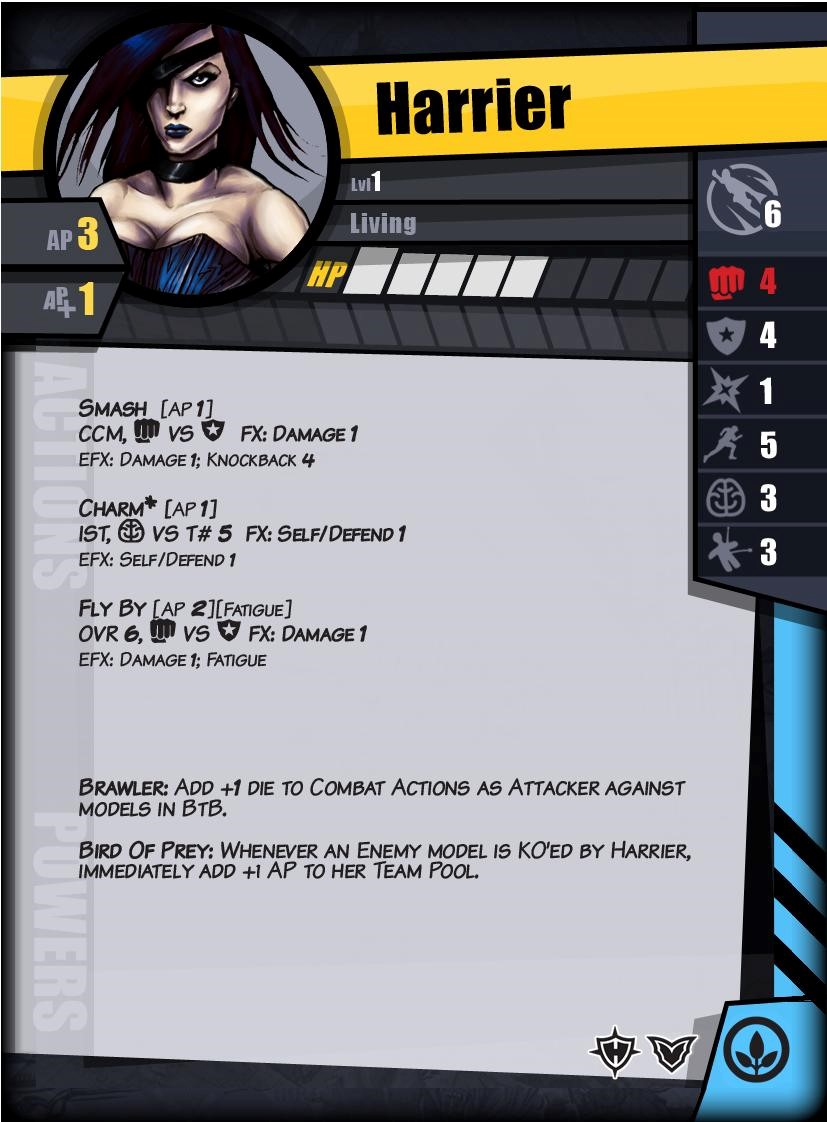 Harrier
Lvl 1
Living
AP 3
AP+ 1
HP
6
4
4
1
5
3
3
ACTIONS
SMASH [AP 1]
CCM, VS FX: DAMAGE 1
EFX: DAMAGE 1; KNOCKBACK 4
CHARM* [AP 1]
IST, VS T# 5 FX: SELF/DEFEND 1
EFX: SELF/DEFEND 1
FLY BY [AP 2][FATIGUE]
OVR 6, VS FX: DAMAGE 1
EFX: DAMAGE 1; FATIGUE
POWERS
BRAWLER: ADD +1 DIE TO COMBAT ACTIONS AS ATTACKER AGAINST
MODELS IN BTB.
BIRD OF PREY: WHENEVER AN ENEMY MODEL IS KO'ED BY HARRIER,
IMMEDIATELY ADD +1 AP TO HER TEAM POOL.
H